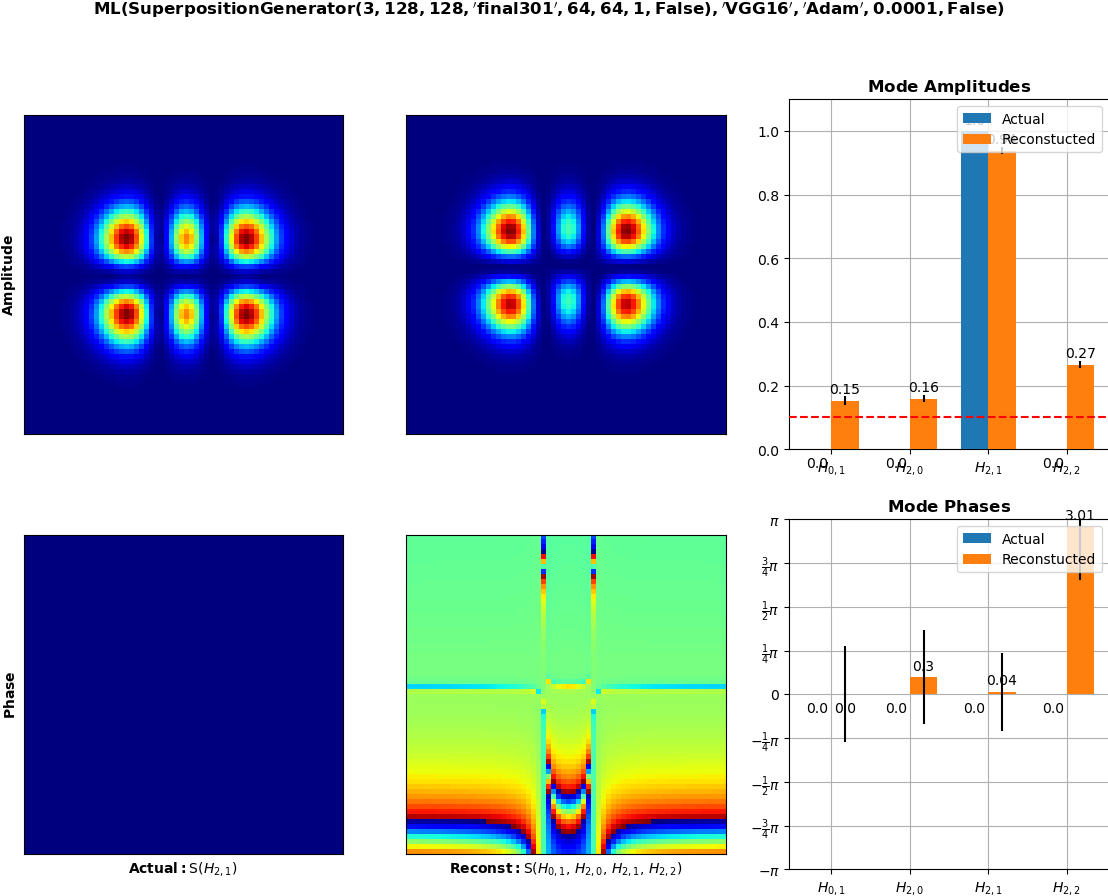 ML(SuperpositionGenerator(3, 128, 128, 'final301', 64, 64, 1, False), 'VGG16', 'Adam', 0.0001, False)
Mode Amplitudes
Actual
Reconstucted
1.0
0.8
0.6
0.4
0.2
0.0
0.15
0.16
0.27
0.0
0.0
0.0
H0,1
H2,0
H2,1
H2,2
Amplitude
Mode Phases
Actual
Reconstucted
π
3/4π
1/2π
1/4π
0
−1/4π
−1/2π
−3/4π
−π
3.01
0.3
0.04
0.0
0.0
0.0
0.0
0.0
H0,1
H2,0
H2,1
H2,2
Phase
Actual: S(H2,1)
Reconst: S(H0,1, H2,0, H2,1, H2,2)